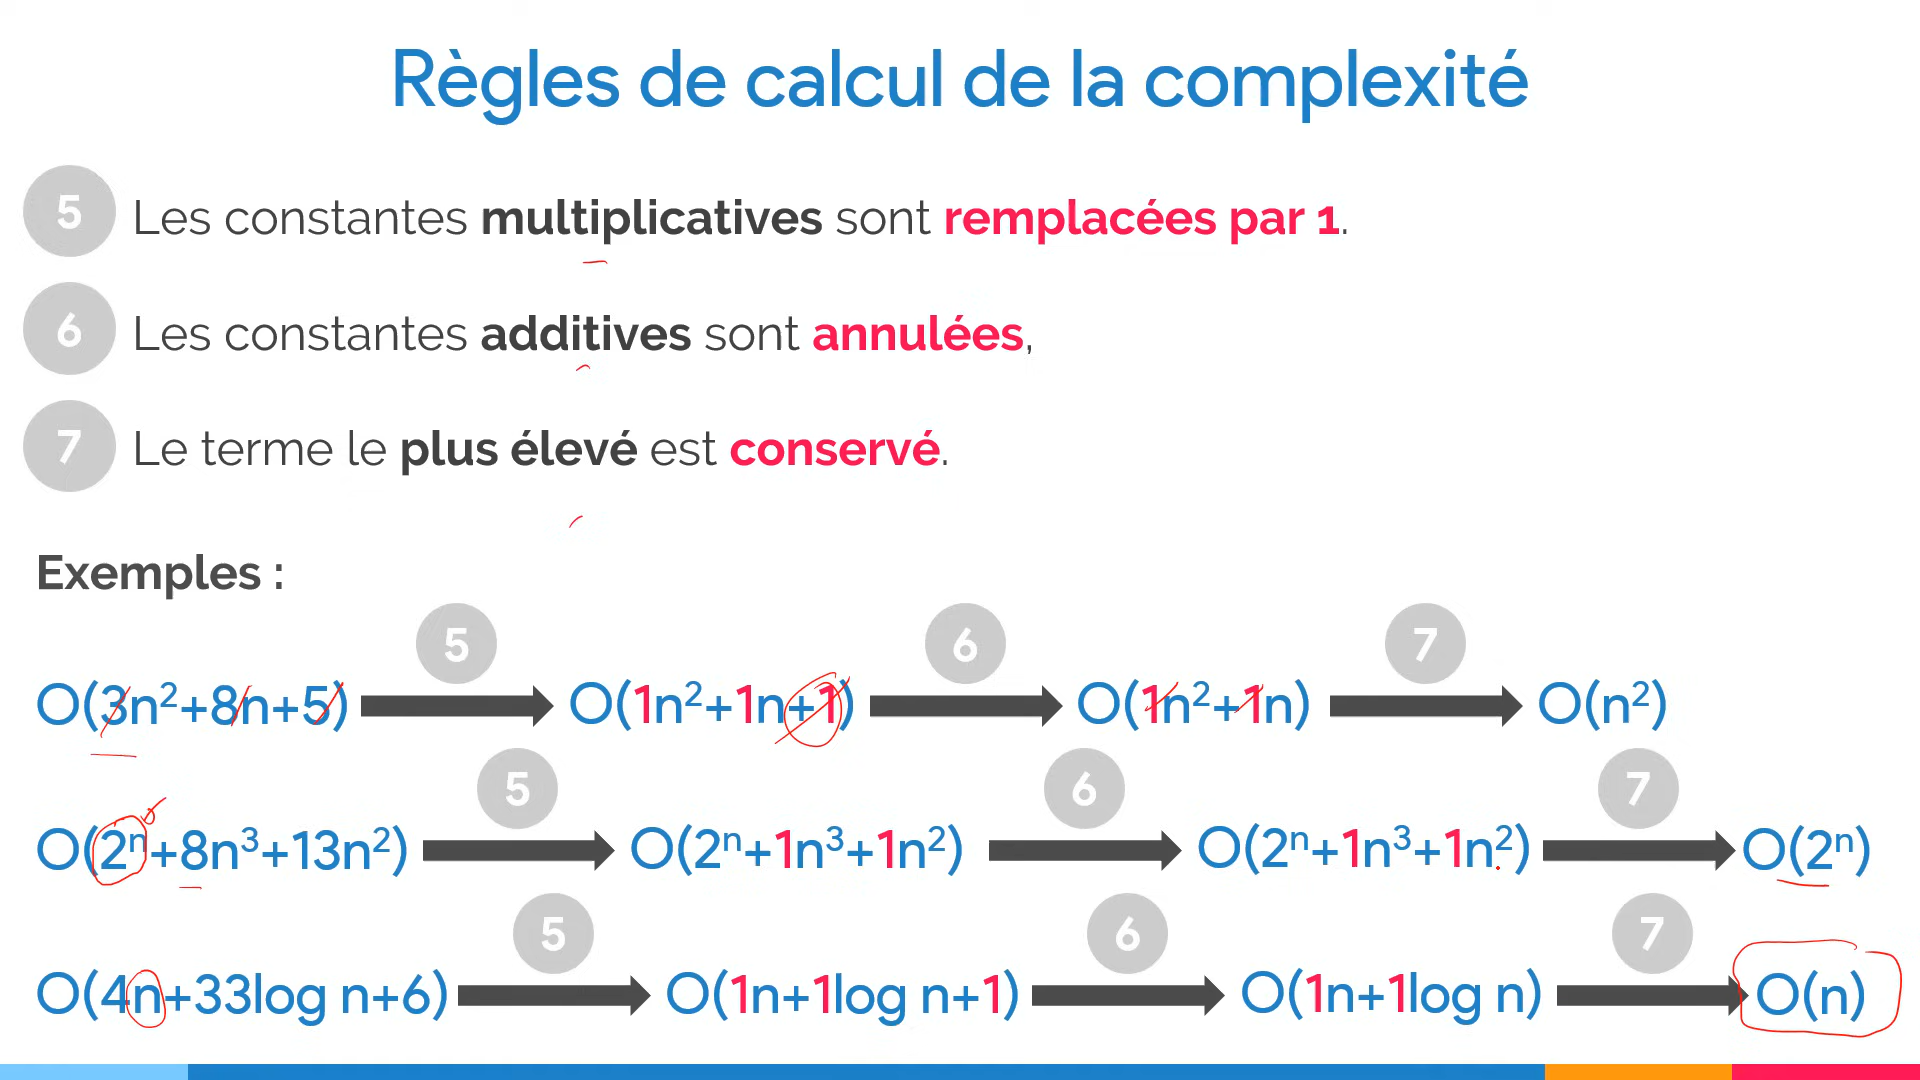 Règles de calcul de la complexité
5 Les constantes multiplicatives sont remplacées par 1.
6 Les constantes additives sont annulées,
7 Le terme le plus élevé est conservé.
Exemples :
5 6 7
O(3n²+8n+5) O(1n²+1n+1) O(1n²+1n) O(n²)
5 6 7
O(2ⁿ+8n³+13n²) O(2ⁿ+1n³+1n²) O(2ⁿ+1n³+1n²) O(2ⁿ)
5 6 7
O(4n+33log n+6) O(1n+1log n+1) O(1n+1log n) O(n)